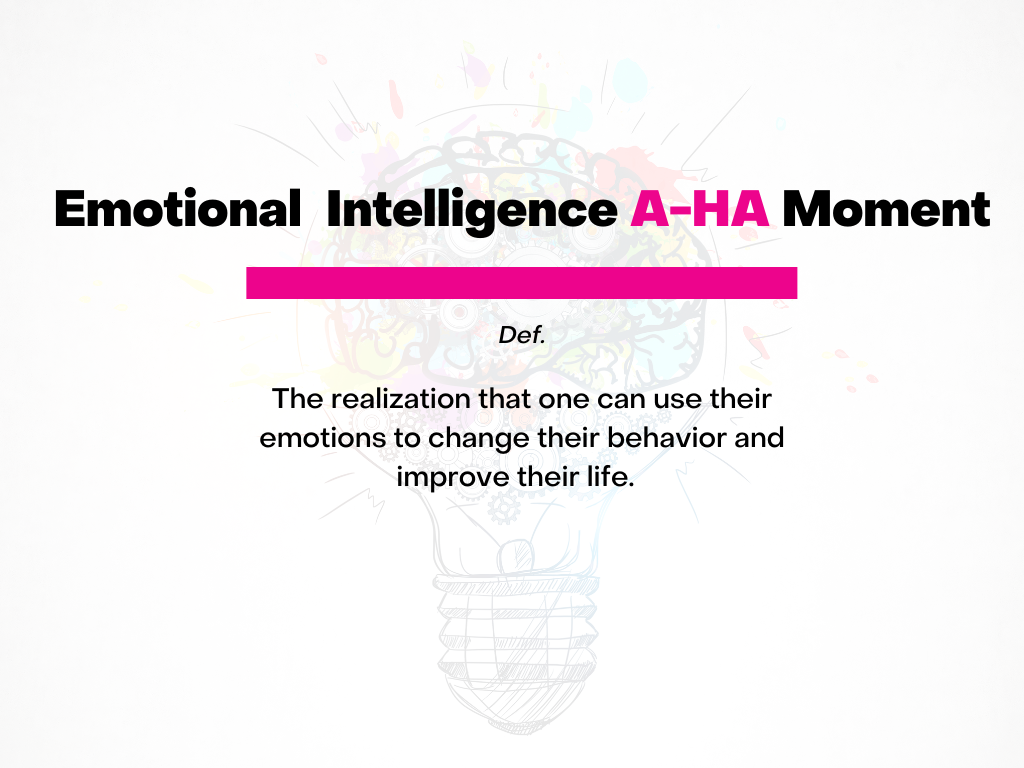 Emotional Intelligence A-HA Moment
Def.
The realization that one can use their
emotions to change their behavior and
improve their life.